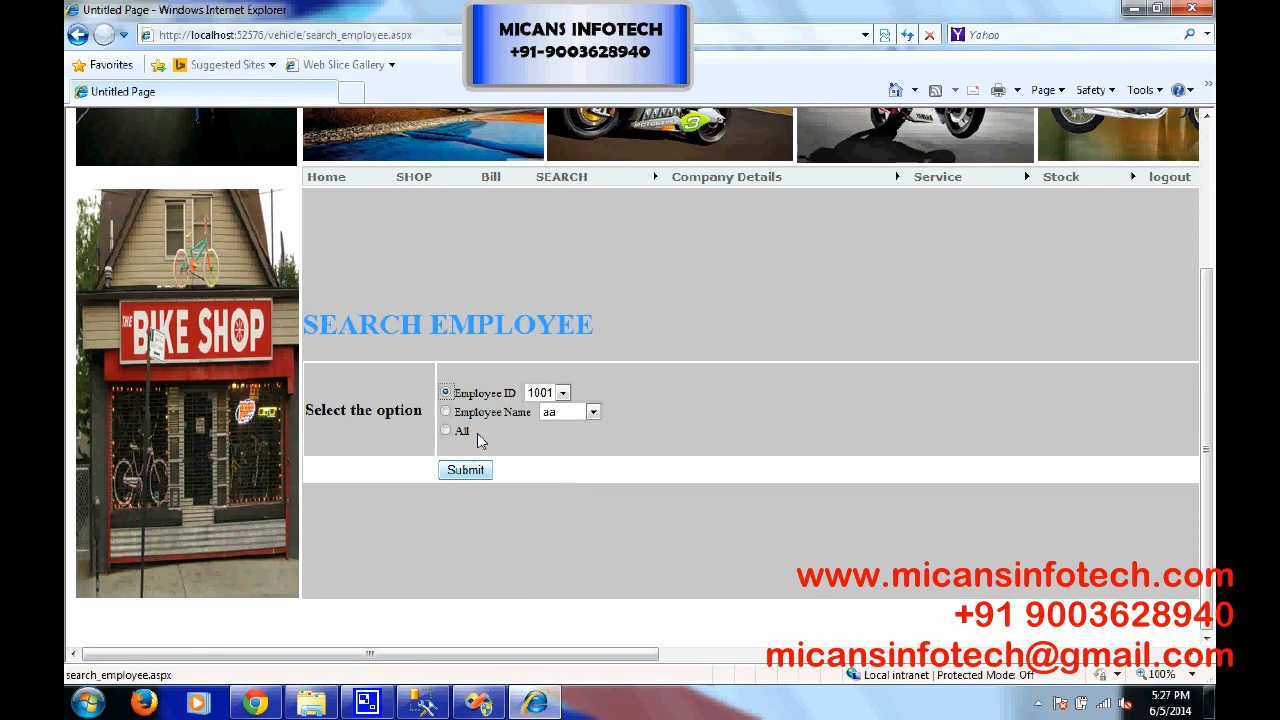 Untitled Page - Windows Internet Explorer
MICANS INFOTECH
+91-9003628940
http://localhost:52576/vehicle/search_employee.aspx
Yahoo
Favorites
Suggested Sites
Web Slice Gallery
Untitled Page
Page
Safety
Tools
3
Home SHOP Bill SEARCH Company Details Service Stock logout
THE BIKE SHOP
SEARCH EMPLOYEE
Select the option
Employee ID 1001
Employee Name aa
All
Submit
www.micansinfotech.com
+91 9003628940
micansinfotech@gmail.com
search_employee.aspx
Local intranet | Protected Mode: Off
100%
5:27 PM
6/5/2014